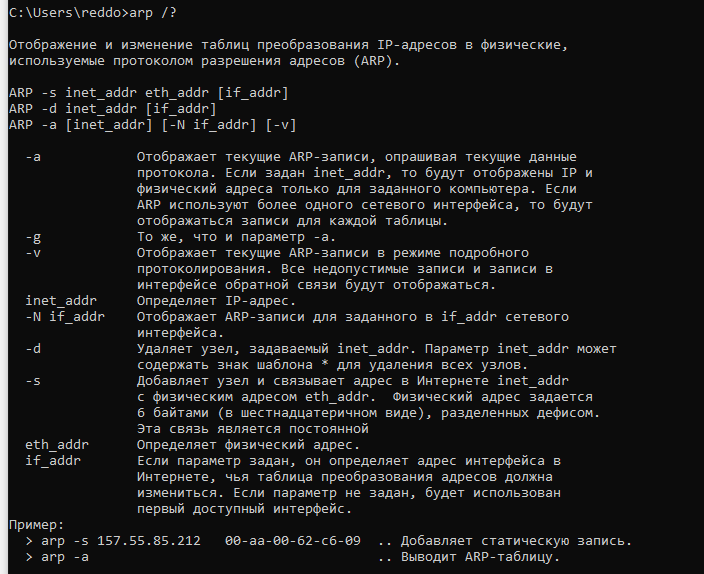 C:\Users\reddo>arp /?
Отображение и изменение таблиц преобразования IP-адресов в физические,
используемые протоколом разрешения адресов (ARP).
ARP -s inet_addr eth_addr [if_addr]
ARP -d inet_addr [if_addr]
ARP -a [inet_addr] [-N if_addr] [-v]
-a Отображает текущие ARP-записи, опрашивая текущие данные
протокола. Если задан inet_addr, то будут отображены IP и
физический адреса только для заданного компьютера. Если
ARP используют более одного сетевого интерфейса, то будут
отображаться записи для каждой таблицы.
-g То же, что и параметр -a.
-v Отображает текущие ARP-записи в режиме подробного
протоколирования. Все недопустимые записи и записи в
интерфейсе обратной связи будут отображаться.
inet_addr Определяет IP-адрес.
-N if_addr Отображает ARP-записи для заданного в if_addr сетевого
интерфейса.
-d Удаляет узел, задаваемый inet_addr. Параметр inet_addr может
содержать знак шаблона * для удаления всех узлов.
-s Добавляет узел и связывает адрес в Интернете inet_addr
с физическим адресом eth_addr. Физический адрес задается
6 байтами (в шестнадцатеричном виде), разделенных дефисом.
Эта связь является постоянной
eth_addr Определяет физический адрес.
if_addr Если параметр задан, он определяет адрес интерфейса в
Интернете, чья таблица преобразования адресов должна
измениться. Если параметр не задан, будет использован
первый доступный интерфейс.
Пример:
> arp -s 157.55.85.212 00-aa-00-62-c6-09 .. Добавляет статическую запись.
> arp -a .. Выводит ARP-таблицу.